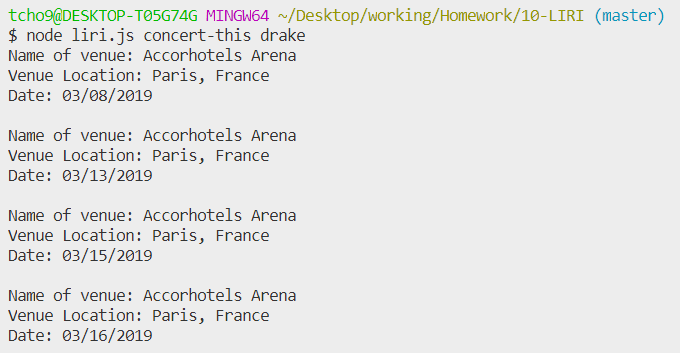 tcho9@DESKTOP-T05G74G MINGW64 ~/Desktop/working/Homework/10-LIRI (master)
$ node liri.js concert-this drake
Name of venue: Accorhotels Arena
Venue Location: Paris, France
Date: 03/08/2019

Name of venue: Accorhotels Arena
Venue Location: Paris, France
Date: 03/13/2019

Name of venue: Accorhotels Arena
Venue Location: Paris, France
Date: 03/15/2019

Name of venue: Accorhotels Arena
Venue Location: Paris, France
Date: 03/16/2019